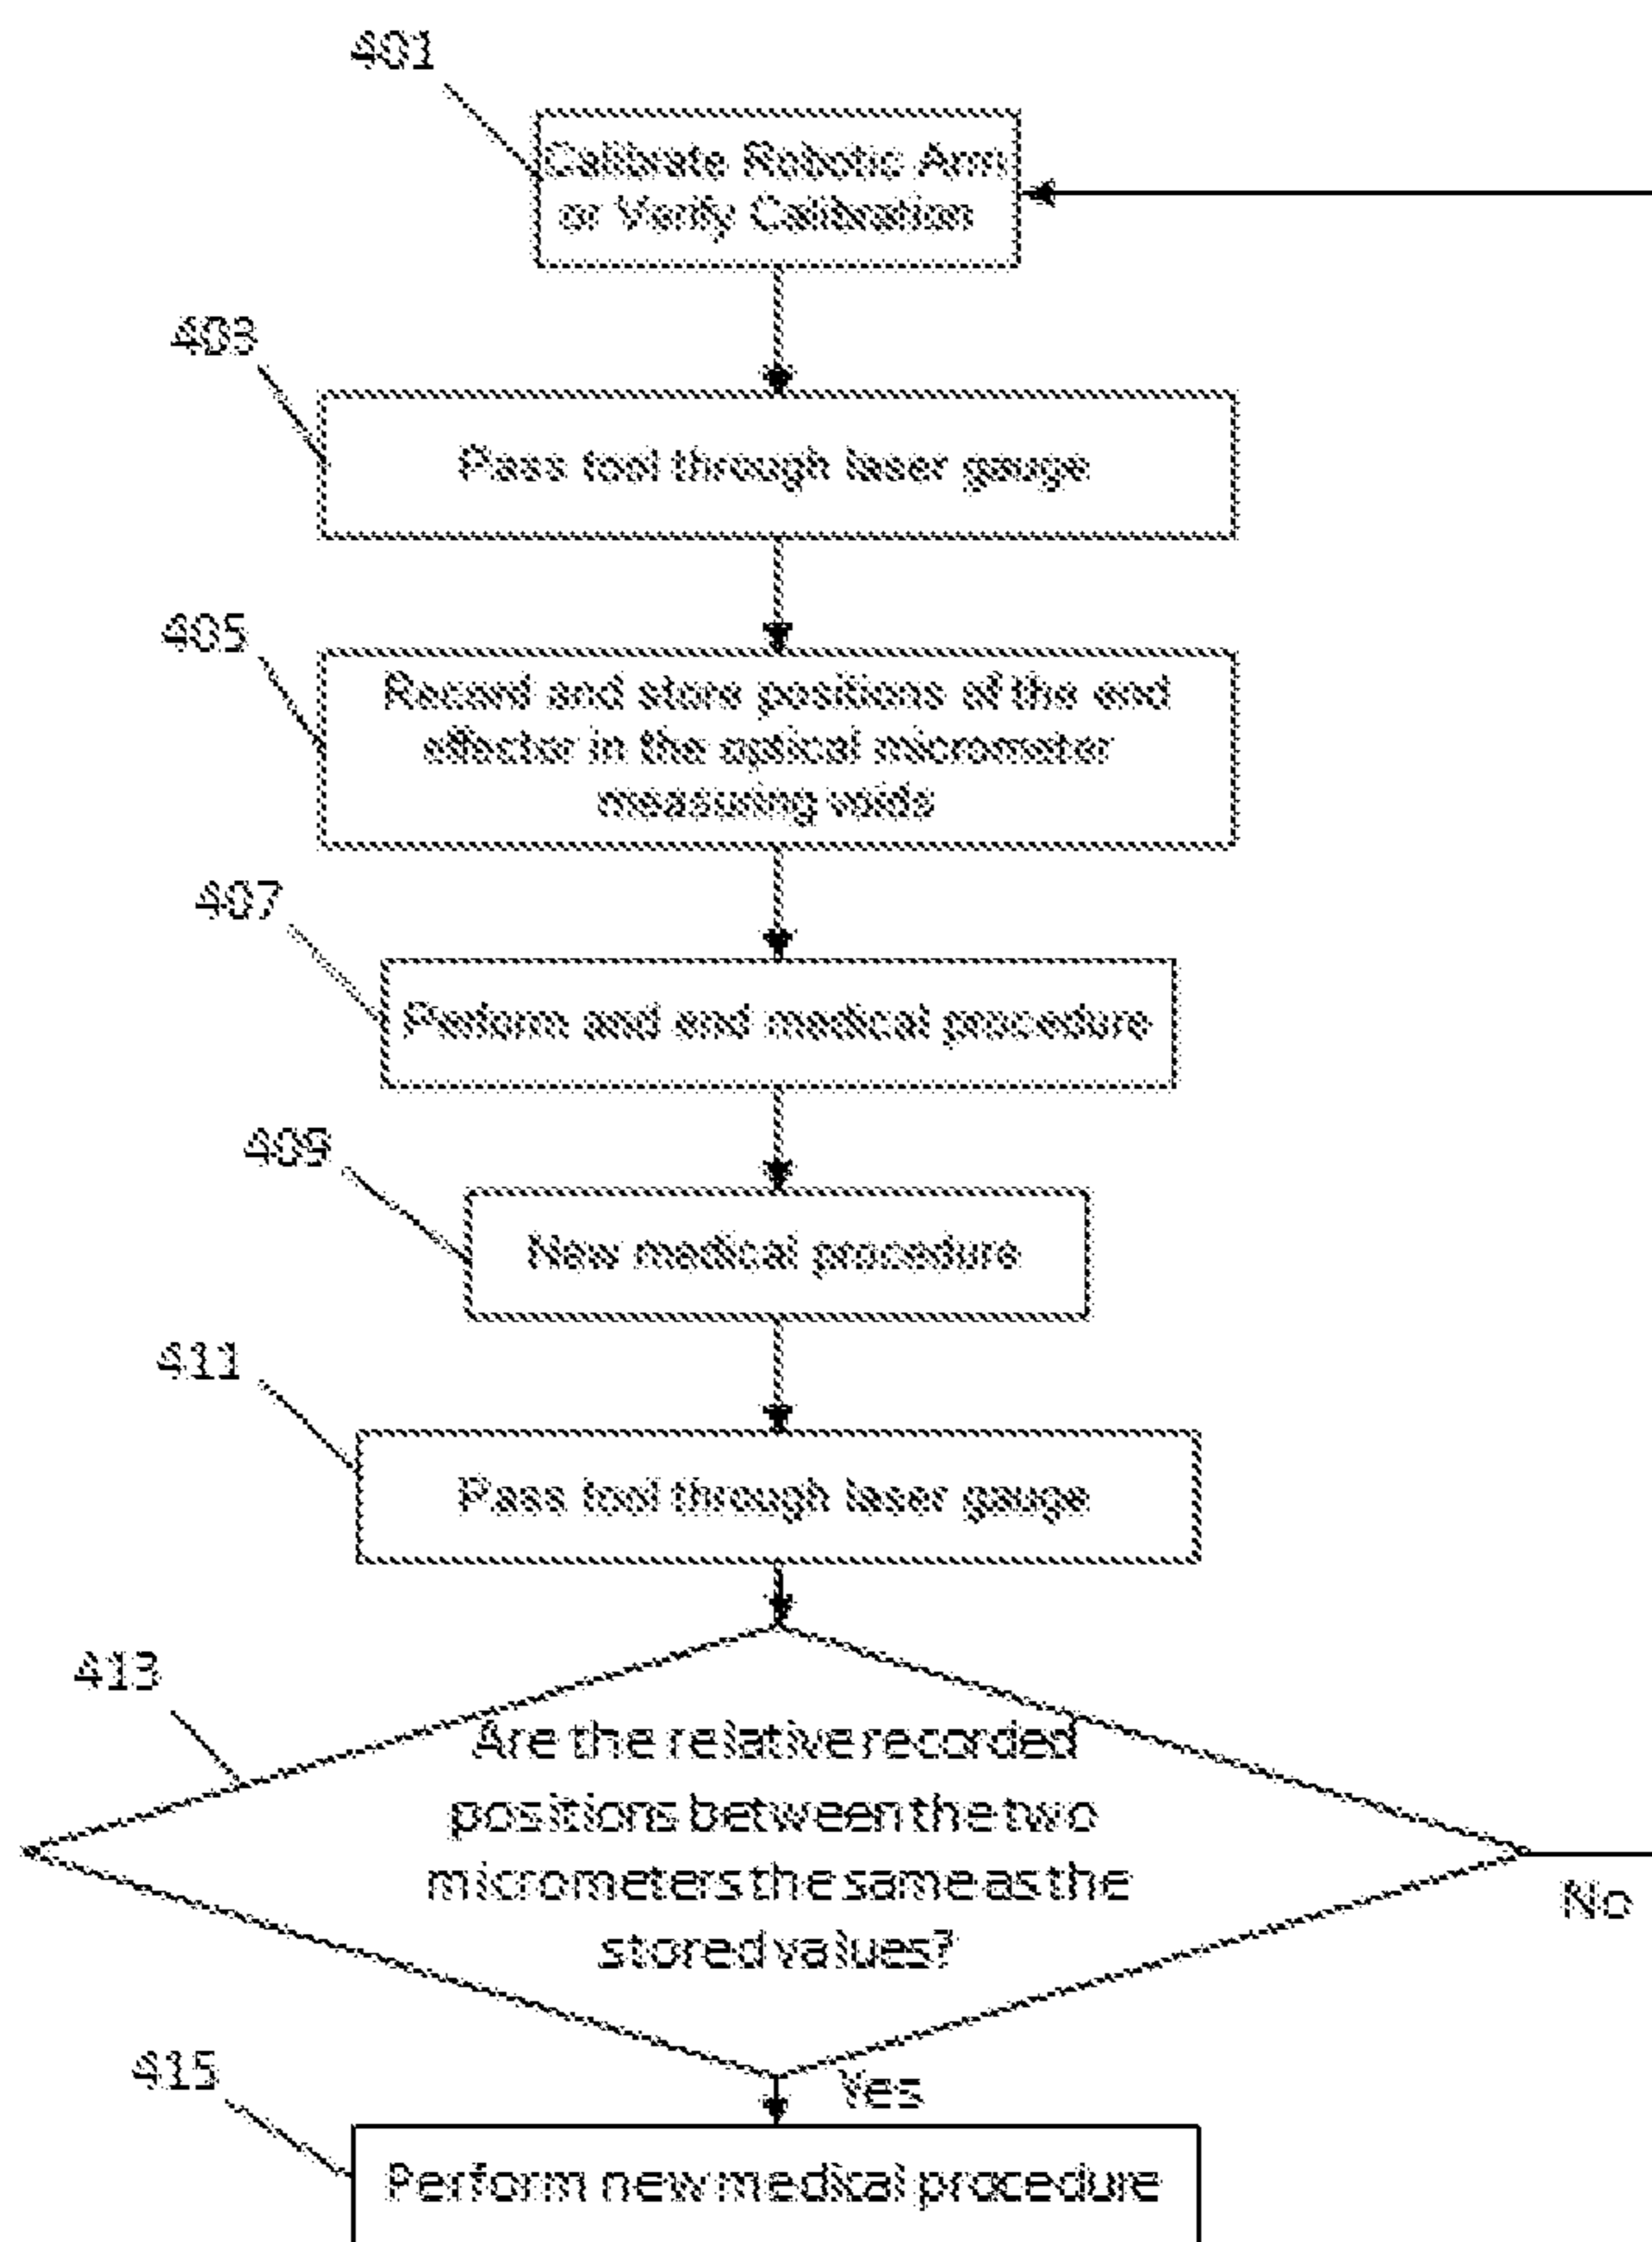 401
Calibrate Robotic Arm
or Verify Calibration
403
Pass tool through laser gauge
405
Record and store positions of the end
effector in the optical micrometer
measuring voids
407
Perform and end medical procedure
409
New medical procedure
411
Pass tool through laser gauge
413
Are the relative recorded
positions between the two
micrometers the same as the
stored values?
No
Yes
415
Perform new medical procedure